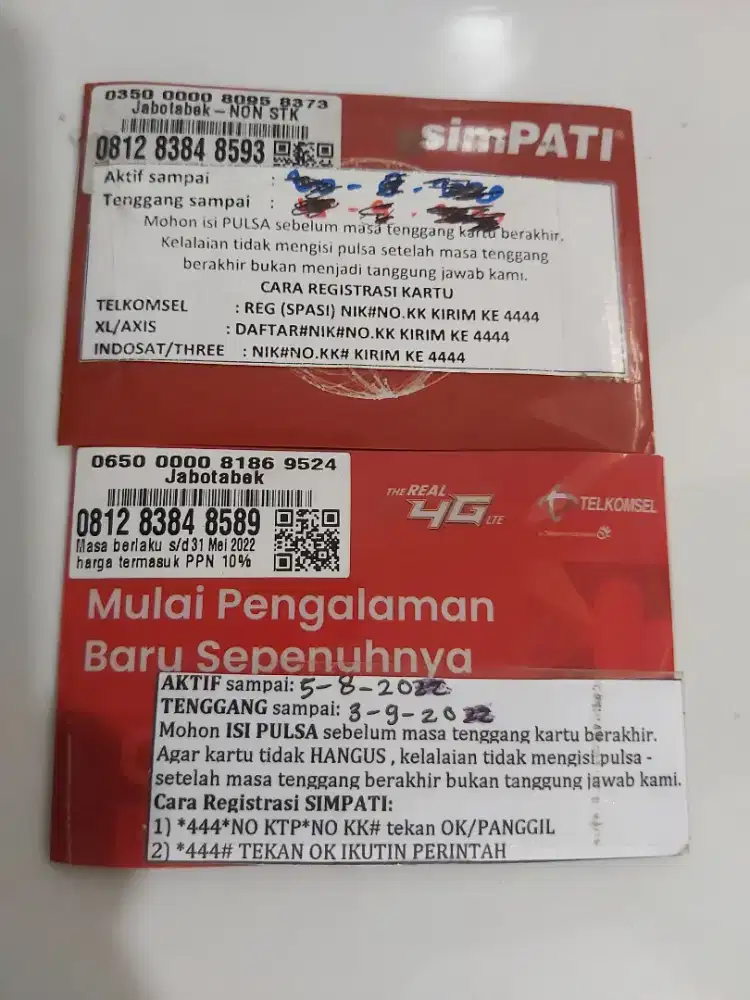 0350 0000 8095 8373
Jabotabek - NON STK
0812 8384 8593
simPATI
Aktif sampai :
Tenggang sampai :
Mohon isi PULSA sebelum masa tenggang kartu berakhir.
Kelalaian tidak mengisi pulsa setelah masa tenggang
berakhir bukan menjadi tanggung jawab kami.
CARA REGISTRASI KARTU
TELKOMSEL : REG (SPASI) NIK#NO.KK KIRIM KE 4444
XL/AXIS : DAFTAR#NIK#NO.KK KIRIM KE 4444
INDOSAT/THREE : NIK#NO.KK# KIRIM KE 4444
0650 0000 8186 9524
Jabotabek
0812 8384 8589
Masa berlaku s/d 31 Mei 2022
harga termasuk PPN 10%
THE REAL
4G LTE
TELKOMSEL
Mulai Pengalaman
Baru Sepenuhnya
AKTIF sampai: 5-8-2022
TENGGANG sampai: 3-9-2022
Mohon ISI PULSA sebelum masa tenggang kartu berakhir.
Agar kartu tidak HANGUS , kelalaian tidak mengisi pulsa -
setelah masa tenggang berakhir bukan tanggung jawab kami.
Cara Registrasi SIMPATI:
1) *444*NO KTP*NO KK# tekan OK/PANGGIL
2) *444# TEKAN OK IKUTIN PERINTAH